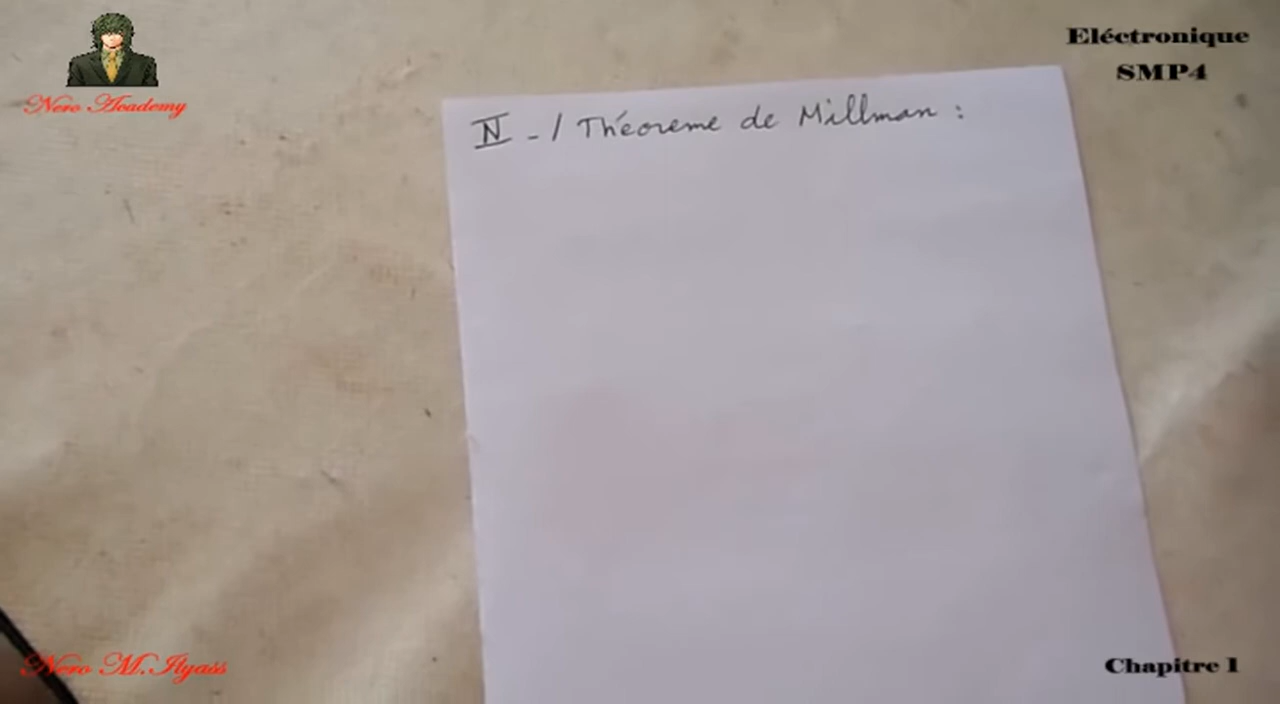 Nero Academy
Eléctronique
SMP4
IV - / Théoreme de Millman :
Nero M.Ilyass
Chapitre 1